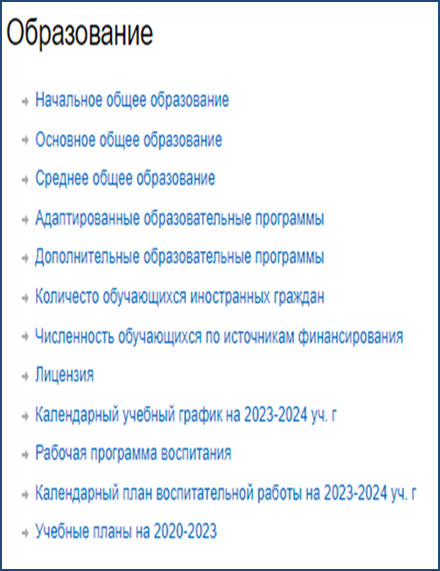 Образование
Начальное общее образование
Основное общее образование
Среднее общее образование
Адаптированные образовательные программы
Дополнительные образовательные программы
Количесто обучающихся иностранных граждан
Численность обучающихся по источникам финансирования
Лицензия
Календарный учебный график на 2023-2024 уч. г
Рабочая программа воспитания
Календарный план воспитательной работы на 2023-2024 уч. г
Учебные планы на 2020-2023